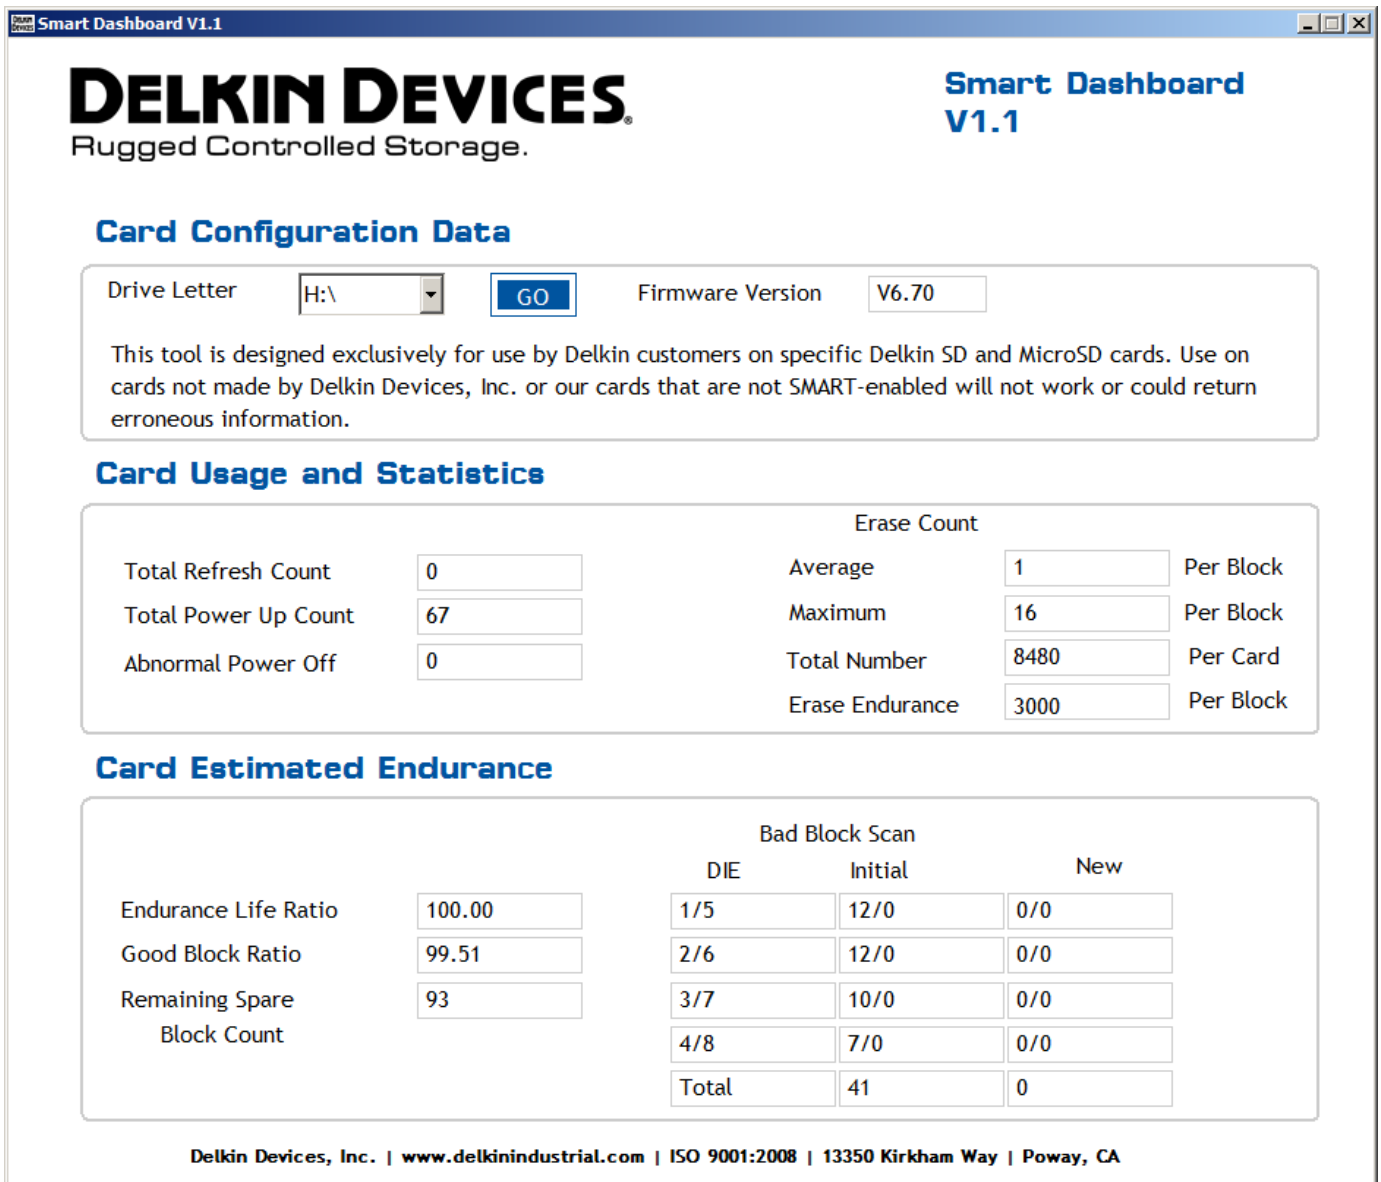 DELKIN DEVICES Smart Dashboard V1.1
DELKIN DEVICES®
Rugged Controlled Storage.
Smart Dashboard
V1.1
Card Configuration Data
Drive Letter H:\ GO Firmware Version V6.70
This tool is designed exclusively for use by Delkin customers on specific Delkin SD and MicroSD cards. Use on
cards not made by Delkin Devices, Inc. or our cards that are not SMART-enabled will not work or could return
erroneous information.
Card Usage and Statistics
Erase Count
Total Refresh Count 0 Average 1 Per Block
Total Power Up Count 67 Maximum 16 Per Block
Abnormal Power Off 0 Total Number 8480 Per Card
Erase Endurance 3000 Per Block
Card Estimated Endurance
Bad Block Scan
DIE Initial New
Endurance Life Ratio 100.00 1/5 12/0 0/0
Good Block Ratio 99.51 2/6 12/0 0/0
Remaining Spare 93 3/7 10/0 0/0
Block Count 4/8 7/0 0/0
Total 41 0
Delkin Devices, Inc. | www.delkinindustrial.com | ISO 9001:2008 | 13350 Kirkham Way | Poway, CA